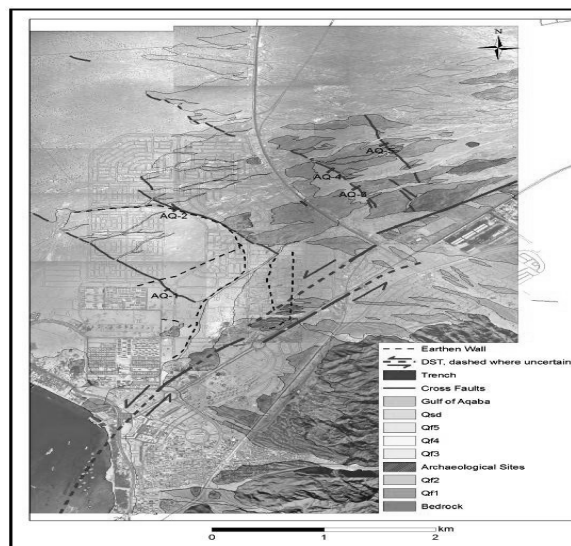 N
AQ-5
AQ-4
AQ-3
AQ-2
AQ-1
Earthen Wall
DST, dashed where uncertain
Trench
Cross Faults
Gulf of Aqaba
Qsd
Qf5
Qf4
Qf3
Archaeological Sites
Qf2
Qf1
Bedrock
km
0 1 2